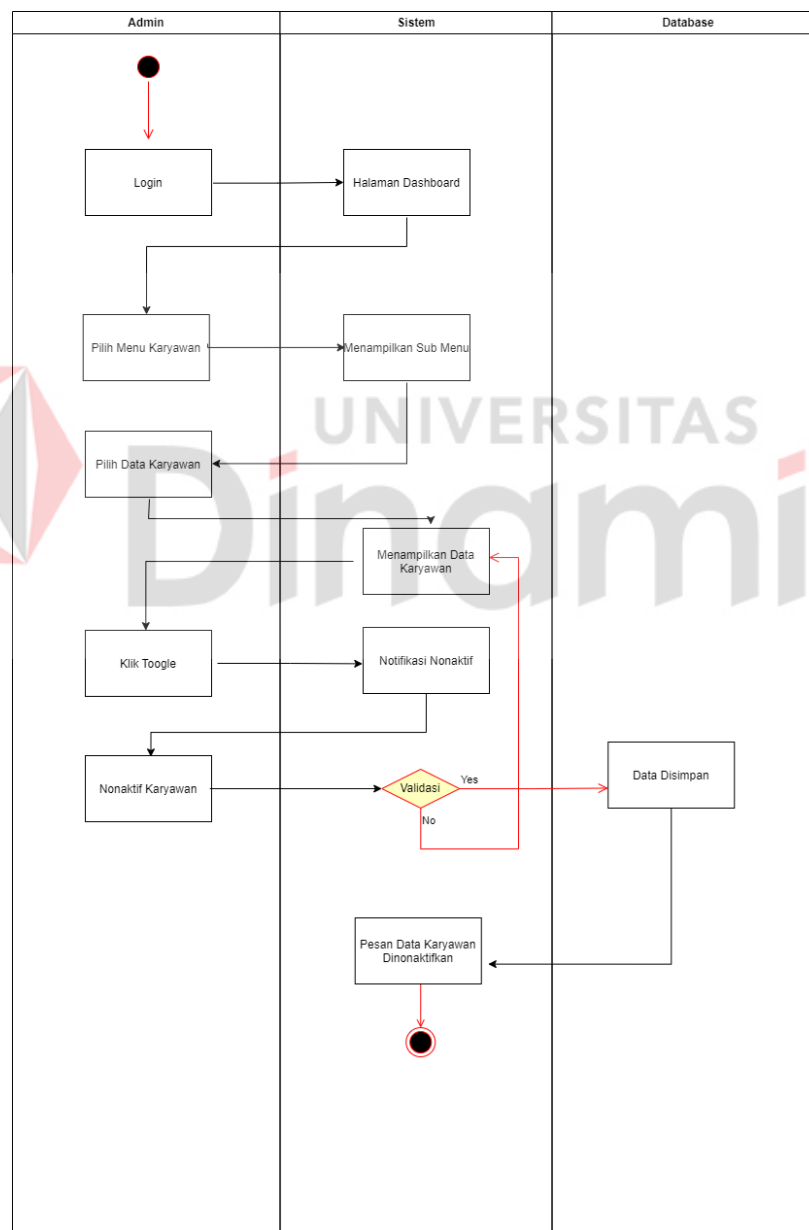 Admin
Sistem
Database
Login
Halaman Dashboard
Pilih Menu Karyawan
Menampilkan Sub Menu
UNIVERSITAS
Dinami
Pilih Data Karyawan
Menampilkan Data
Karyawan
Klik Toogle
Notifikasi Nonaktif
Nonaktif Karyawan
Validasi
Yes
No
Data Disimpan
Pesan Data Karyawan
Dinonaktifkan